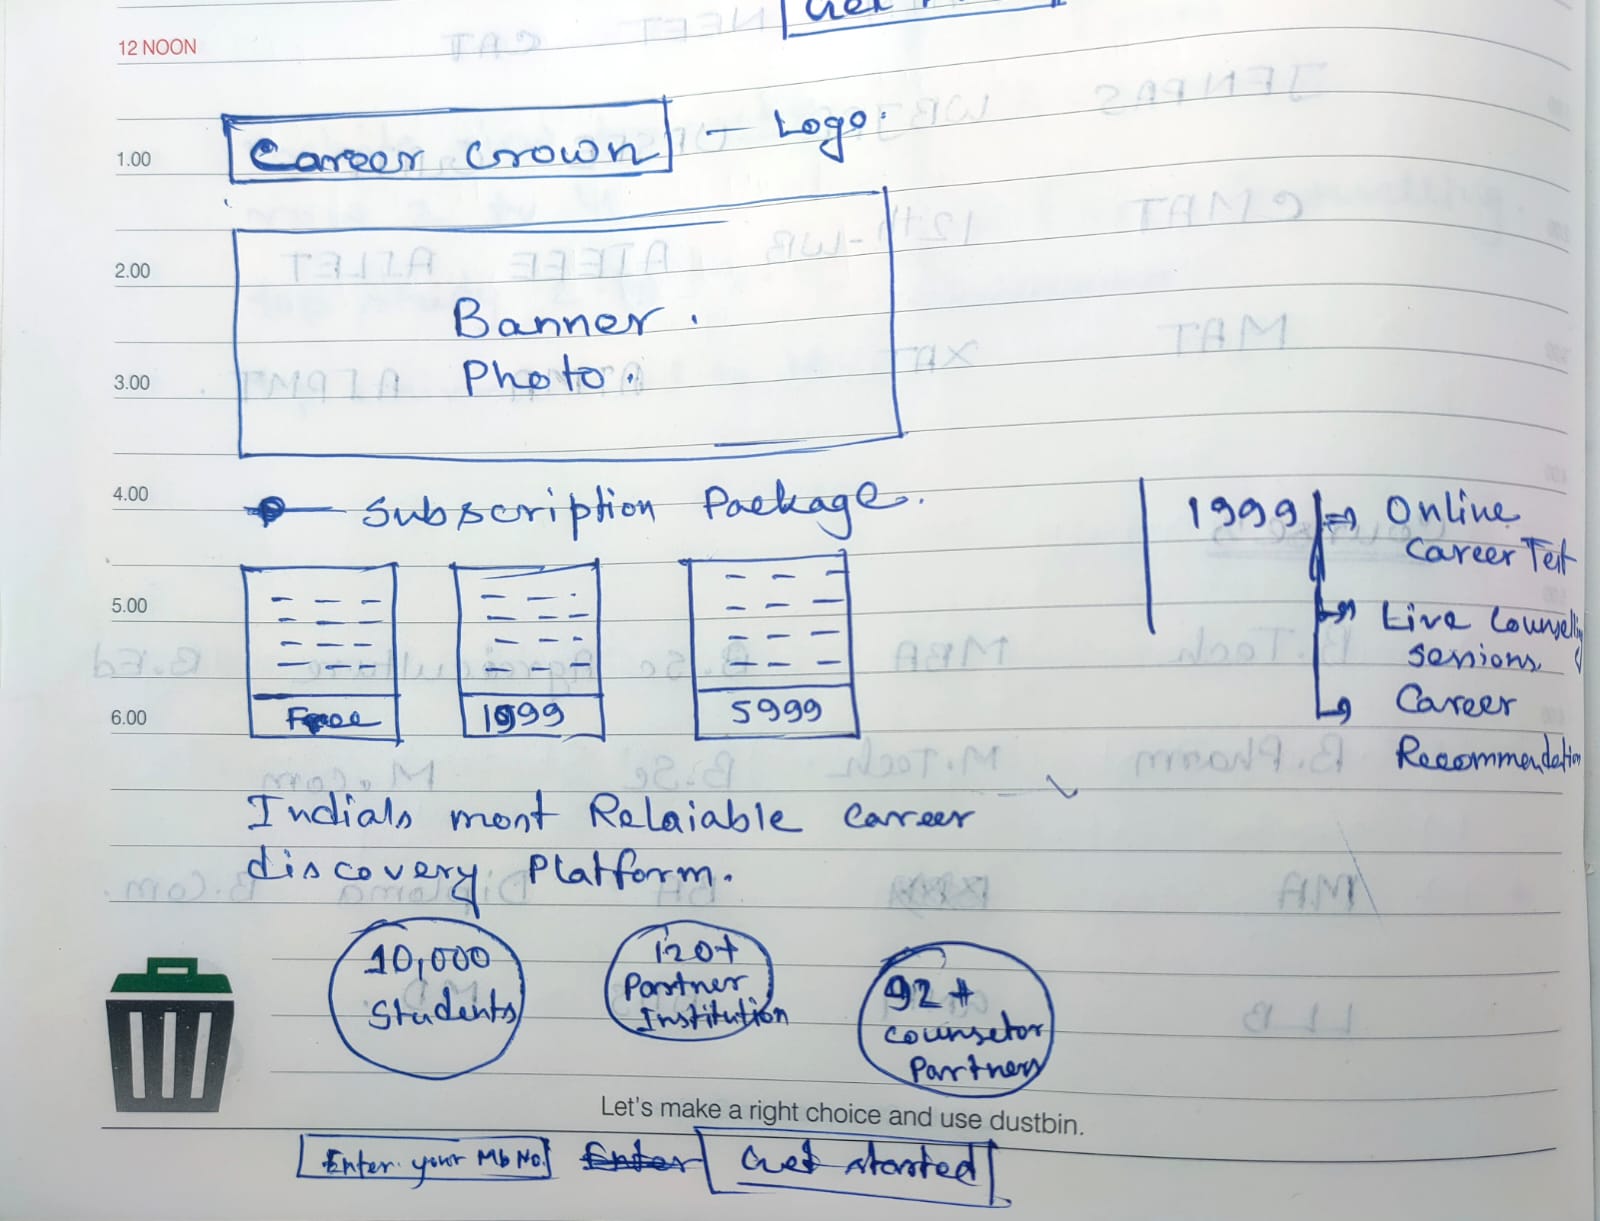 12 NOON
1.00
Career Crown - Logo.
2.00
Banner.
3.00
Photo.
4.00
Subscription Package.
5.00
6.00
Free 1999 5999
1999 => Online
Career Test
Live Counselling
sessions
Career
Recommendation
India's most Relaiable career
discovery Platform.
10,000
Students
120+
Partner
Institution
92+
Counselor
Partners
Let's make a right choice and use dustbin.
Enter your Mb No. Enter Get started